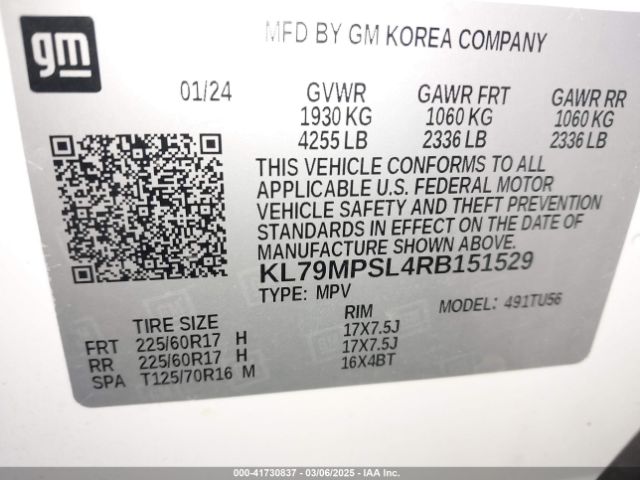 gm
MFD BY GM KOREA COMPANY
01/24 GVWR GAWR FRT GAWR RR
1930 KG 1060 KG 1060 KG
4255 LB 2336 LB 2336 LB
THIS VEHICLE CONFORMS TO ALL
APPLICABLE U.S. FEDERAL MOTOR
VEHICLE SAFETY AND THEFT PREVENTION
STANDARDS IN EFFECT ON THE DATE OF
MANUFACTURE SHOWN ABOVE.
KL79MPSL4RB151529
TYPE: MPV MODEL: 491TU56
TIRE SIZE RIM
FRT 225/60R17 H 17X7.5J
RR 225/60R17 H 17X7.5J
SPA T125/70R16 M 16X4BT
000-41730837 - 03/06/2025 - IAA Inc.